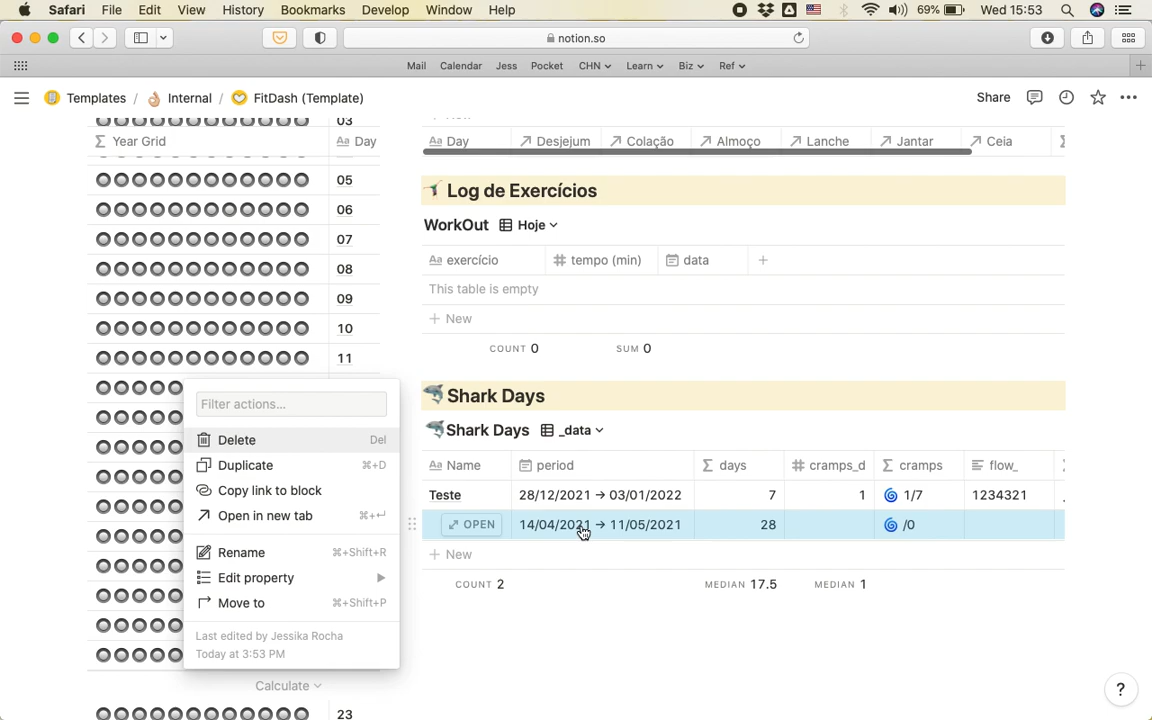 Safari File Edit View History Bookmarks Develop Window Help 69% Wed 15:53
notion.so
Mail Calendar Jess Pocket CHN Learn Biz Ref
Templates / Internal / FitDash (Template) Share
03
Σ Year Grid Aa Day
05
06
07
08
09
10
11
23
Calculate
Filter actions...
Delete Del
Duplicate ⌘+D
Copy link to block
Open in new tab ⌘+↵
Rename ⌘+Shift+R
Edit property
Move to ⌘+Shift+P
Last edited by Jessika Rocha
Today at 3:53 PM
Aa Day Desjejum Colação Almoço Lanche Jantar Ceia Σ
Log de Exercícios
WorkOut Hoje
Aa exercício # tempo (min) data +
This table is empty
+ New
COUNT 0 SUM 0
Shark Days
Shark Days _data
Aa Name period Σ days # cramps_d Σ cramps flow_
Teste 28/12/2021 → 03/01/2022 7 1 1/7 1234321
OPEN 14/04/2021 → 11/05/2021 28 /0
+ New
COUNT 2 MEDIAN 17.5 MEDIAN 1
?